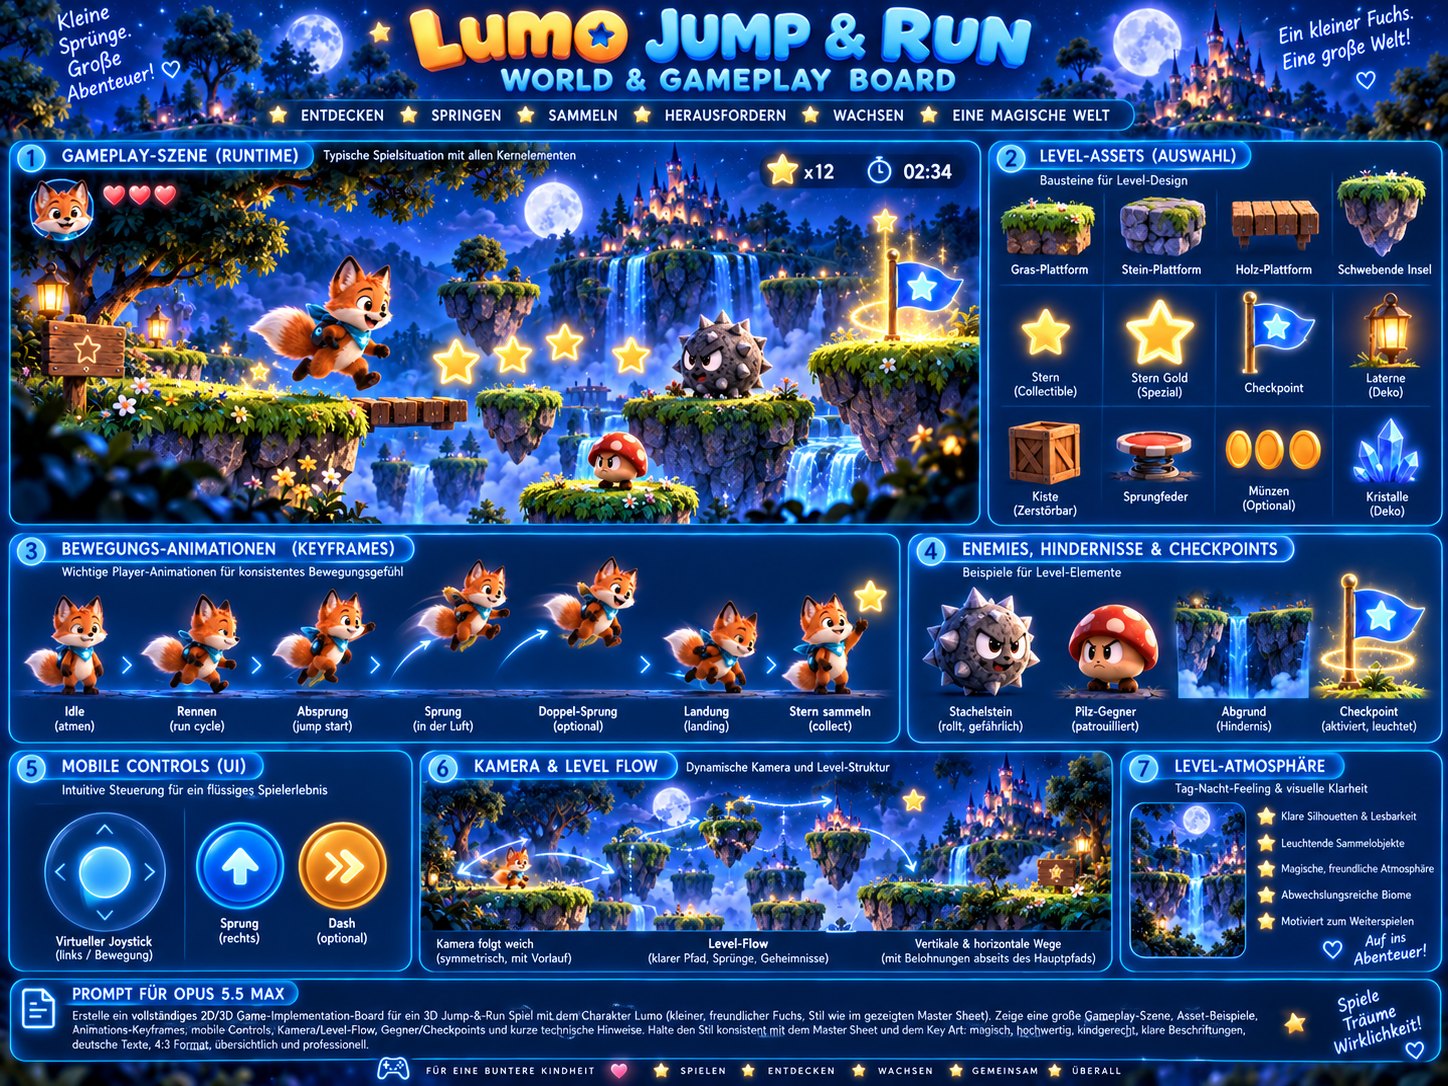 Kleine
Sprünge.
Große
Abenteuer!
LUMO JUMP & RUN
WORLD & GAMEPLAY BOARD
Ein kleiner Fuchs.
Eine große Welt!
ENTDECKEN SPRINGEN SAMMELN HERAUSFORDERN WACHSEN EINE MAGISCHE WELT
1 GAMEPLAY-SZENE (RUNTIME) Typische Spielsituation mit allen Kernelementen
x12 02:34
2 LEVEL-ASSETS (AUSWAHL)
Bausteine für Level-Design
Gras-Plattform Stein-Plattform Holz-Plattform Schwebende Insel
Stern
(Collectible)
Stern Gold
(Spezial)
Checkpoint
Laterne
(Deko)
Kiste
(Zerstörbar)
Sprungfeder
Münzen
(Optional)
Kristalle
(Deko)
3 BEWEGUNGS-ANIMATIONEN (KEYFRAMES)
Wichtige Player-Animationen für konsistentes Bewegungsgefühl
Idle
(atmen)
Rennen
(run cycle)
Absprung
(jump start)
Sprung
(in der Luft)
Doppel-Sprung
(optional)
Landung
(landing)
Stern sammeln
(collect)
4 ENEMIES, HINDERNISSE & CHECKPOINTS
Beispiele für Level-Elemente
Stachelstein
(rollt, gefährlich)
Pilz-Gegner
(patrouilliert)
Abgrund
(Hindernis)
Checkpoint
(aktiviert, leuchtet)
5 MOBILE CONTROLS (UI)
Intuitive Steuerung für ein flüssiges Spielerlebnis
Virtueller Joystick
(links / Bewegung)
Sprung
(rechts)
Dash
(optional)
6 KAMERA & LEVEL FLOW Dynamische Kamera und Level-Struktur
Kamera folgt weich
(symmetrisch, mit Vorlauf)
Level-Flow
(klarer Pfad, Sprünge, Geheimnisse)
Vertikale & horizontale Wege
(mit Belohnungen abseits des Hauptpfads)
7 LEVEL-ATMOSPHÄRE
Tag-Nacht-Feeling & visuelle Klarheit
Klare Silhouetten & Lesbarkeit
Leuchtende Sammelobjekte
Magische, freundliche Atmosphäre
Abwechslungsreiche Biome
Motiviert zum Weiterspielen
Auf ins
Abenteuer!
PROMPT FÜR OPUS 5.5 MAX
Erstelle ein vollständiges 2D/3D Game-Implementation-Board für ein 3D Jump-&-Run Spiel mit dem Charakter Lumo (kleiner, freundlicher Fuchs, Stil wie im gezeigten Master Sheet). Zeige eine große Gameplay-Szene, Asset-Beispiele,
Animations-Keyframes, mobile Controls, Kamera/Level-Flow, Gegner/Checkpoints und kurze technische Hinweise. Halte den Stil konsistent mit dem Master Sheet und dem Key Art: magisch, hochwertig, kindgerecht, klare Beschriftungen,
deutsche Texte, 4:3 Format, übersichtlich und professionell.
Spiele
Träume
Wirklichkeit!
FÜR EINE BUNTERE KINDHEIT SPIELEN ENTDECKEN WACHSEN GEMEINSAM ÜBERALL